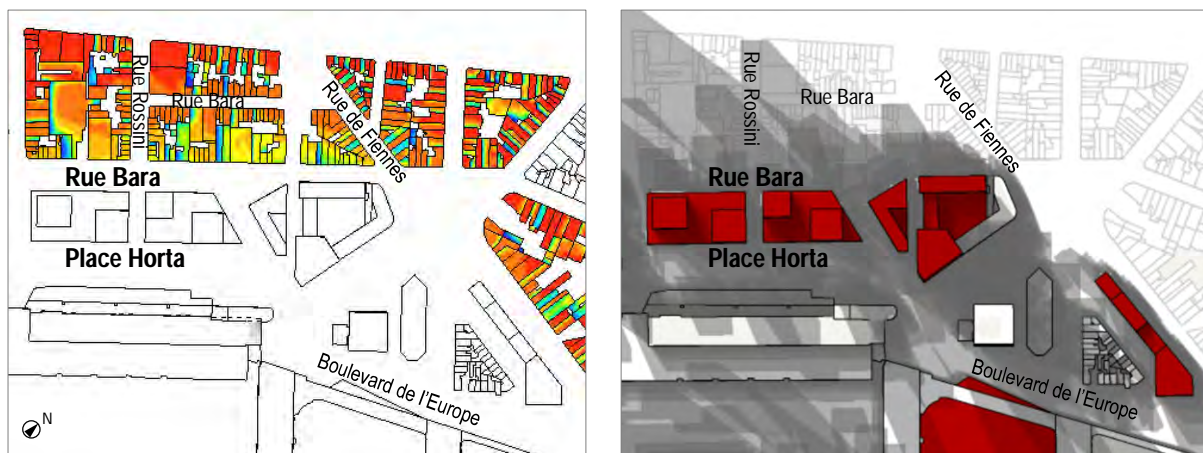 Rue Rossini
Rue Bara
Rue de Fiennes
Rue Bara
Place Horta
Boulevard de l'Europe
N
Rue Rossini
Rue Bara
Rue de Fiennes
Rue Bara
Place Horta
Boulevard de l'Europe